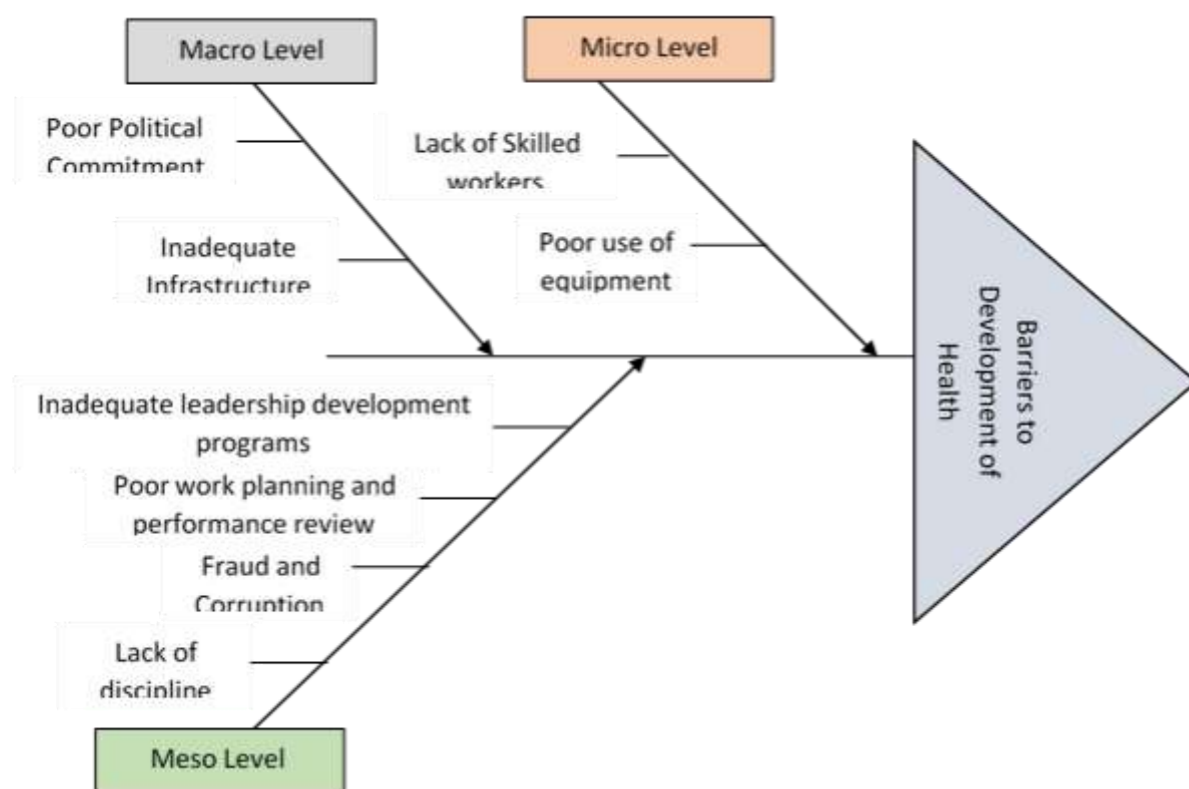 Macro Level
Micro Level
Poor Political
Commitment
Lack of Skilled
workers
Inadequate
Infrastructure
Poor use of
equipment
Barriers to
Development of
Health
Inadequate leadership development
programs
Poor work planning and
performance review
Fraud and
Corruption
Lack of
discipline
Meso Level